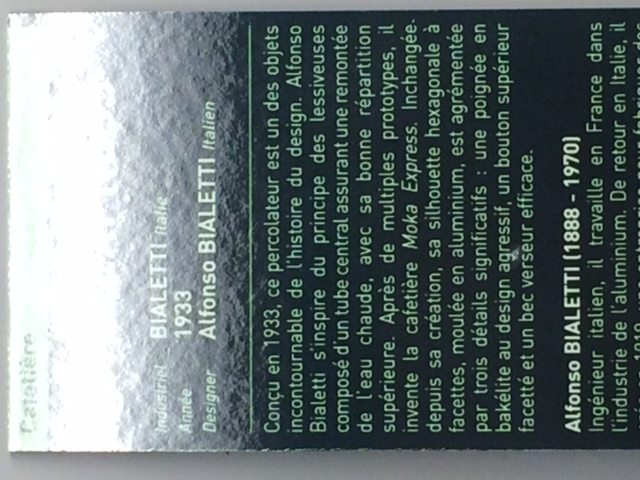 Cafetière
Industriel BIALETTI Italie
Année 1933
Designer Alfonso BIALETTI Italien
Conçu en 1933, ce percolateur est un des objets
incontournable de l'histoire du design. Alfonso
Bialetti s'inspire du principe des lessiveuses
composé d'un tube central assurant une remontée
de l'eau chaude, avec sa bonne répartition
supérieure. Après de multiples prototypes, il
invente la cafetière Moka Express. Inchangée
depuis sa création, sa silhouette hexagonale à
facettes, moulée en aluminium, est agrémentée
par trois détails significatifs : une poignée en
bakélite au design agressif, un bouton supérieur
facetté et un bec verseur efficace.
Alfonso BIALETTI (1888 - 1970)
Ingénieur italien, il travaille en France dans
l'industrie de l'aluminium. De retour en Italie, il